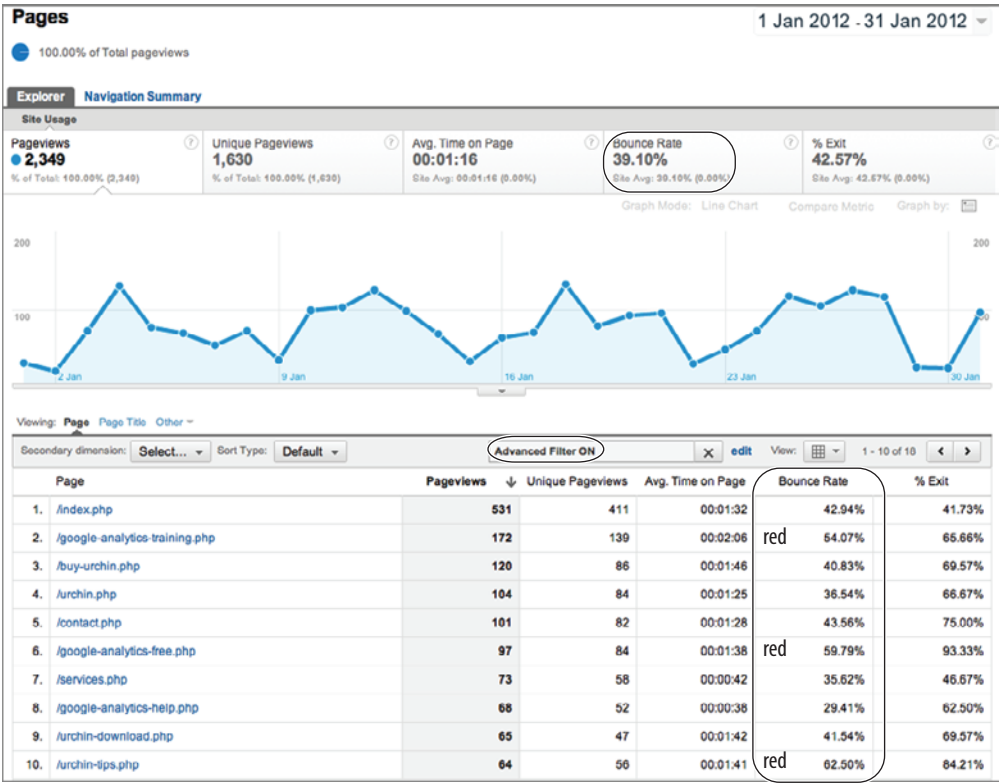 Pages
1 Jan 2012 - 31 Jan 2012
100.00% of Total pageviews
Explorer Navigation Summary
Site Usage
Pageviews Unique Pageviews Avg. Time on Page Bounce Rate % Exit
2,349 1,630 00:01:16 39.10% 42.57%
% of Total: 100.00% (2,349) % of Total: 100.00% (1,630) Site Avg: 00:01:16 (0.00%) Site Avg: 39.10% (0.00%) Site Avg: 42.57% (0.00%)
Graph Mode: Line Chart Compare Metric Graph by:
200 200
100
2 Jan 9 Jan 16 Jan 23 Jan 30 Jan
Viewing: Page Page Title Other
Secondary dimension: Select... Sort Type: Default Advanced Filter ON edit View: 1 - 10 of 18
Page Pageviews Unique Pageviews Avg. Time on Page Bounce Rate % Exit
1. /index.php 531 411 00:01:32 42.94% 41.73%
2. /google-analytics-training.php 172 139 00:02:06 red 54.07% 65.66%
3. /buy-urchin.php 120 86 00:01:46 40.83% 69.57%
4. /urchin.php 104 84 00:01:25 36.54% 66.67%
5. /contact.php 101 82 00:01:28 43.56% 75.00%
6. /google-analytics-free.php 97 84 00:01:38 red 59.79% 93.33%
7. /services.php 73 58 00:00:42 35.62% 46.67%
8. /google-analytics-help.php 68 52 00:00:38 29.41% 62.50%
9. /urchin-download.php 65 47 00:01:42 41.54% 69.57%
10. /urchin-tips.php 64 56 00:01:41 red 62.50% 84.21%